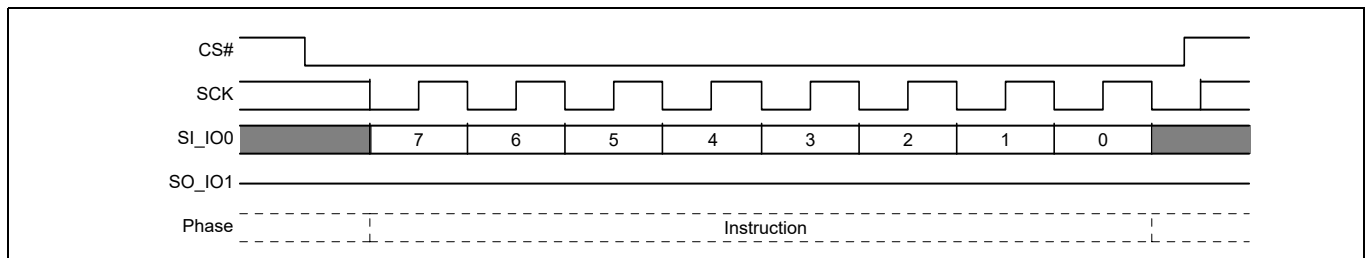 CS#
SCK
SI_IO0 7 6 5 4 3 2 1 0
SO_IO1
Phase Instruction